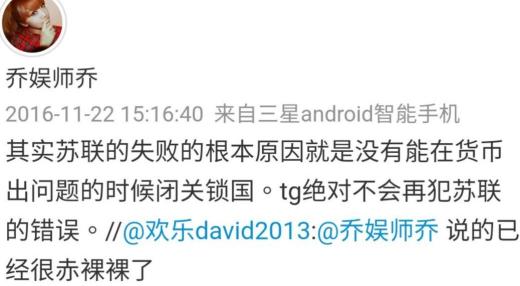 乔娱师乔
2016-11-22 15:16:40 来自三星android智能手机
其实苏联的失败的根本原因就是没有能在货币
出问题的时候闭关锁国。tg绝对不会再犯苏联
的错误。//@欢乐david2013:@乔娱师乔 说的已
经很赤裸裸了